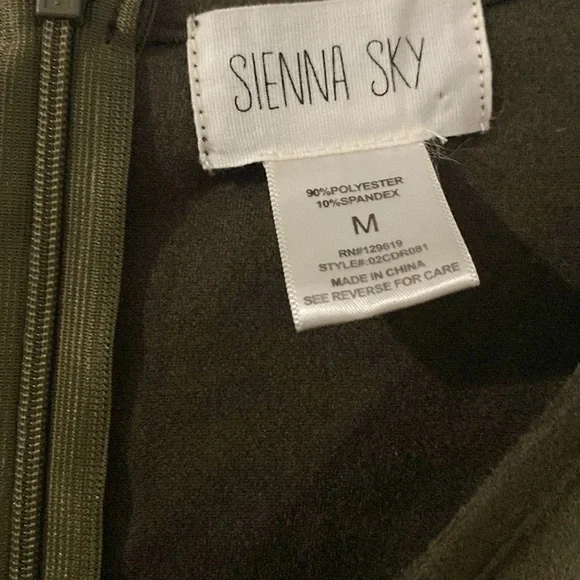 SIENNA SKY
90%POLYESTER
10%SPANDEX
M
RN#129619
STYLE#:02CDR081
MADE IN CHINA
SEE REVERSE FOR CARE